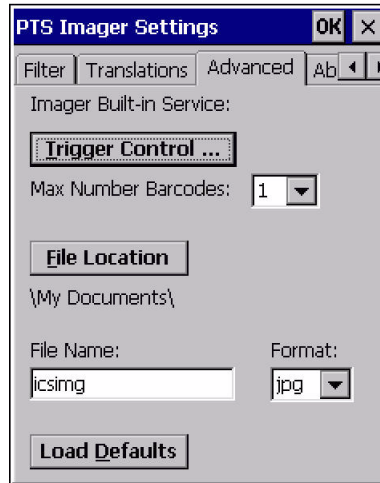 PTS Imager Settings OK ×
Filter Translations Advanced Ab
Imager Built-in Service:
Trigger Control ...
Max Number Barcodes: 1
File Location
\My Documents\
File Name: Format:
icsimg jpg
Load Defaults